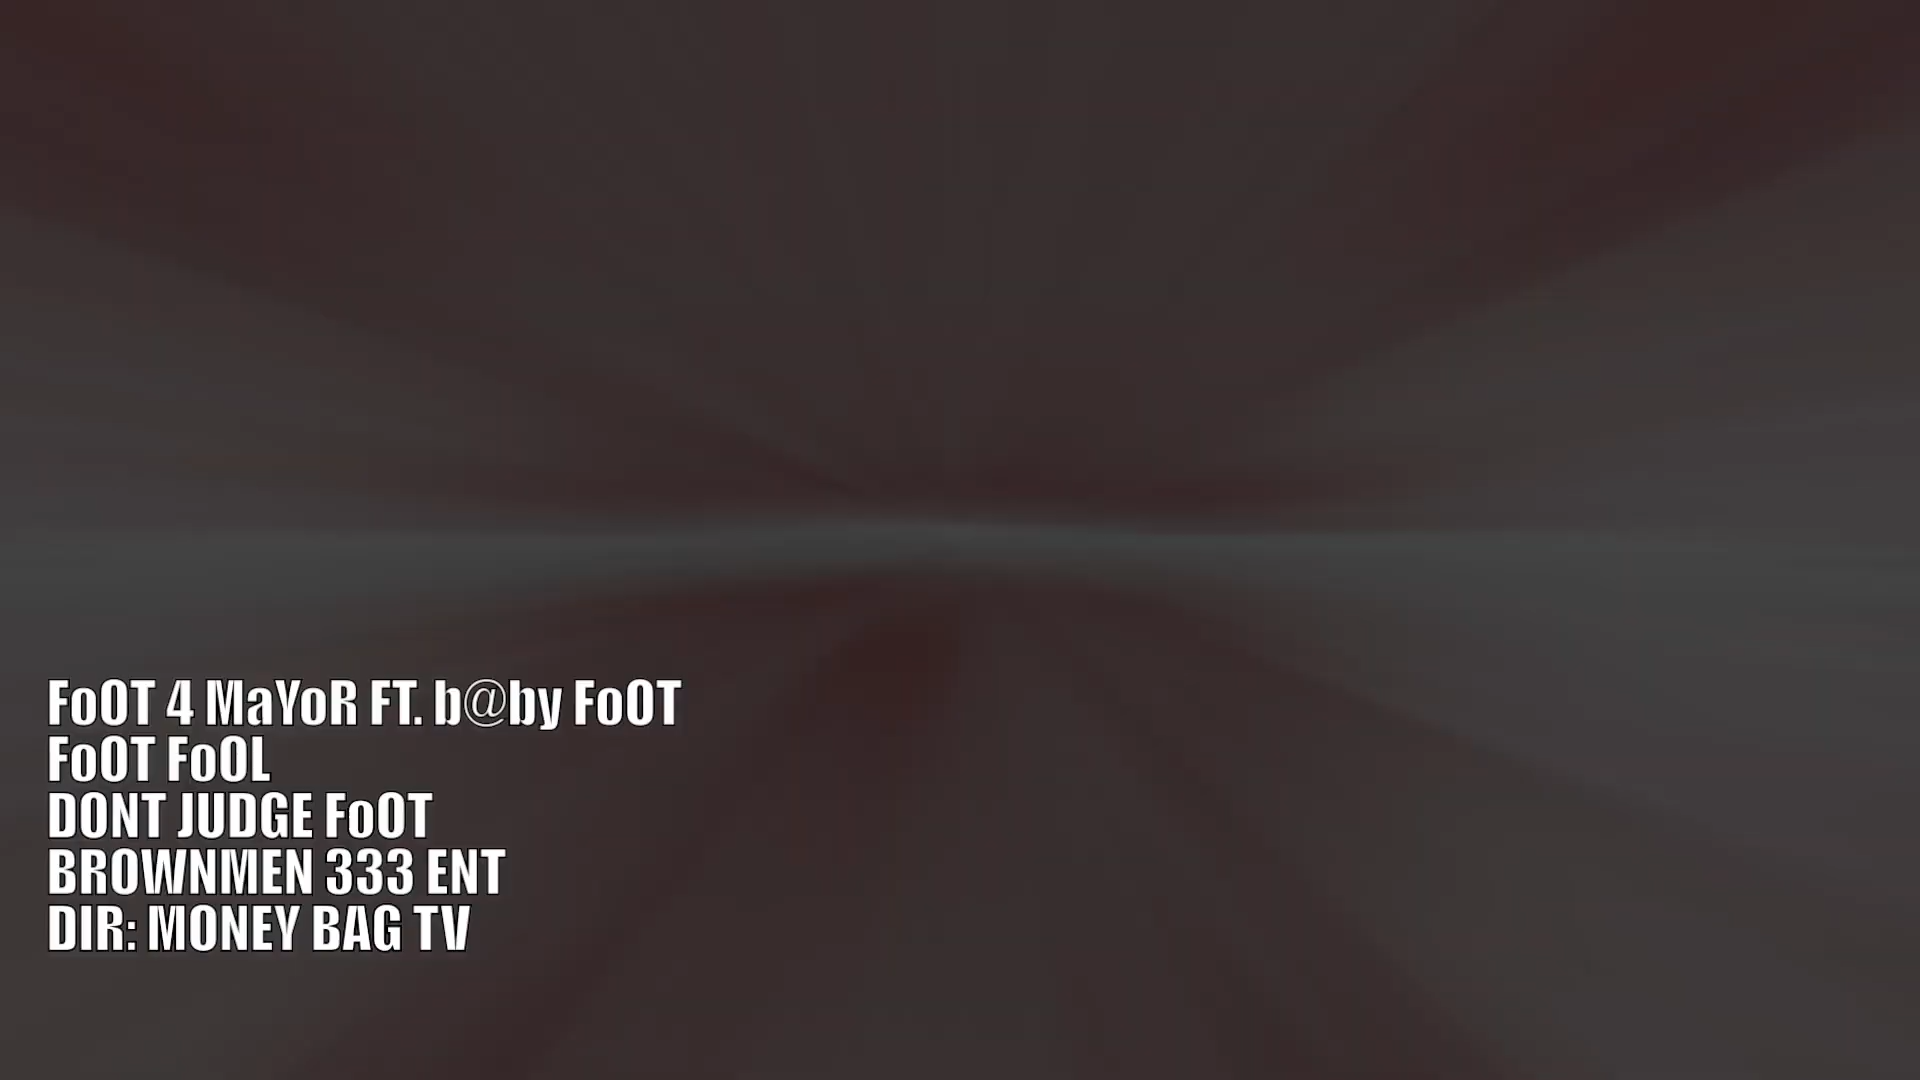 FoOT 4 MaYoR FT. b@by FoOT
FoOT FoOL
DONT JUDGE FoOT
BROWNMEN 333 ENT
DIR: MONEY BAG TV